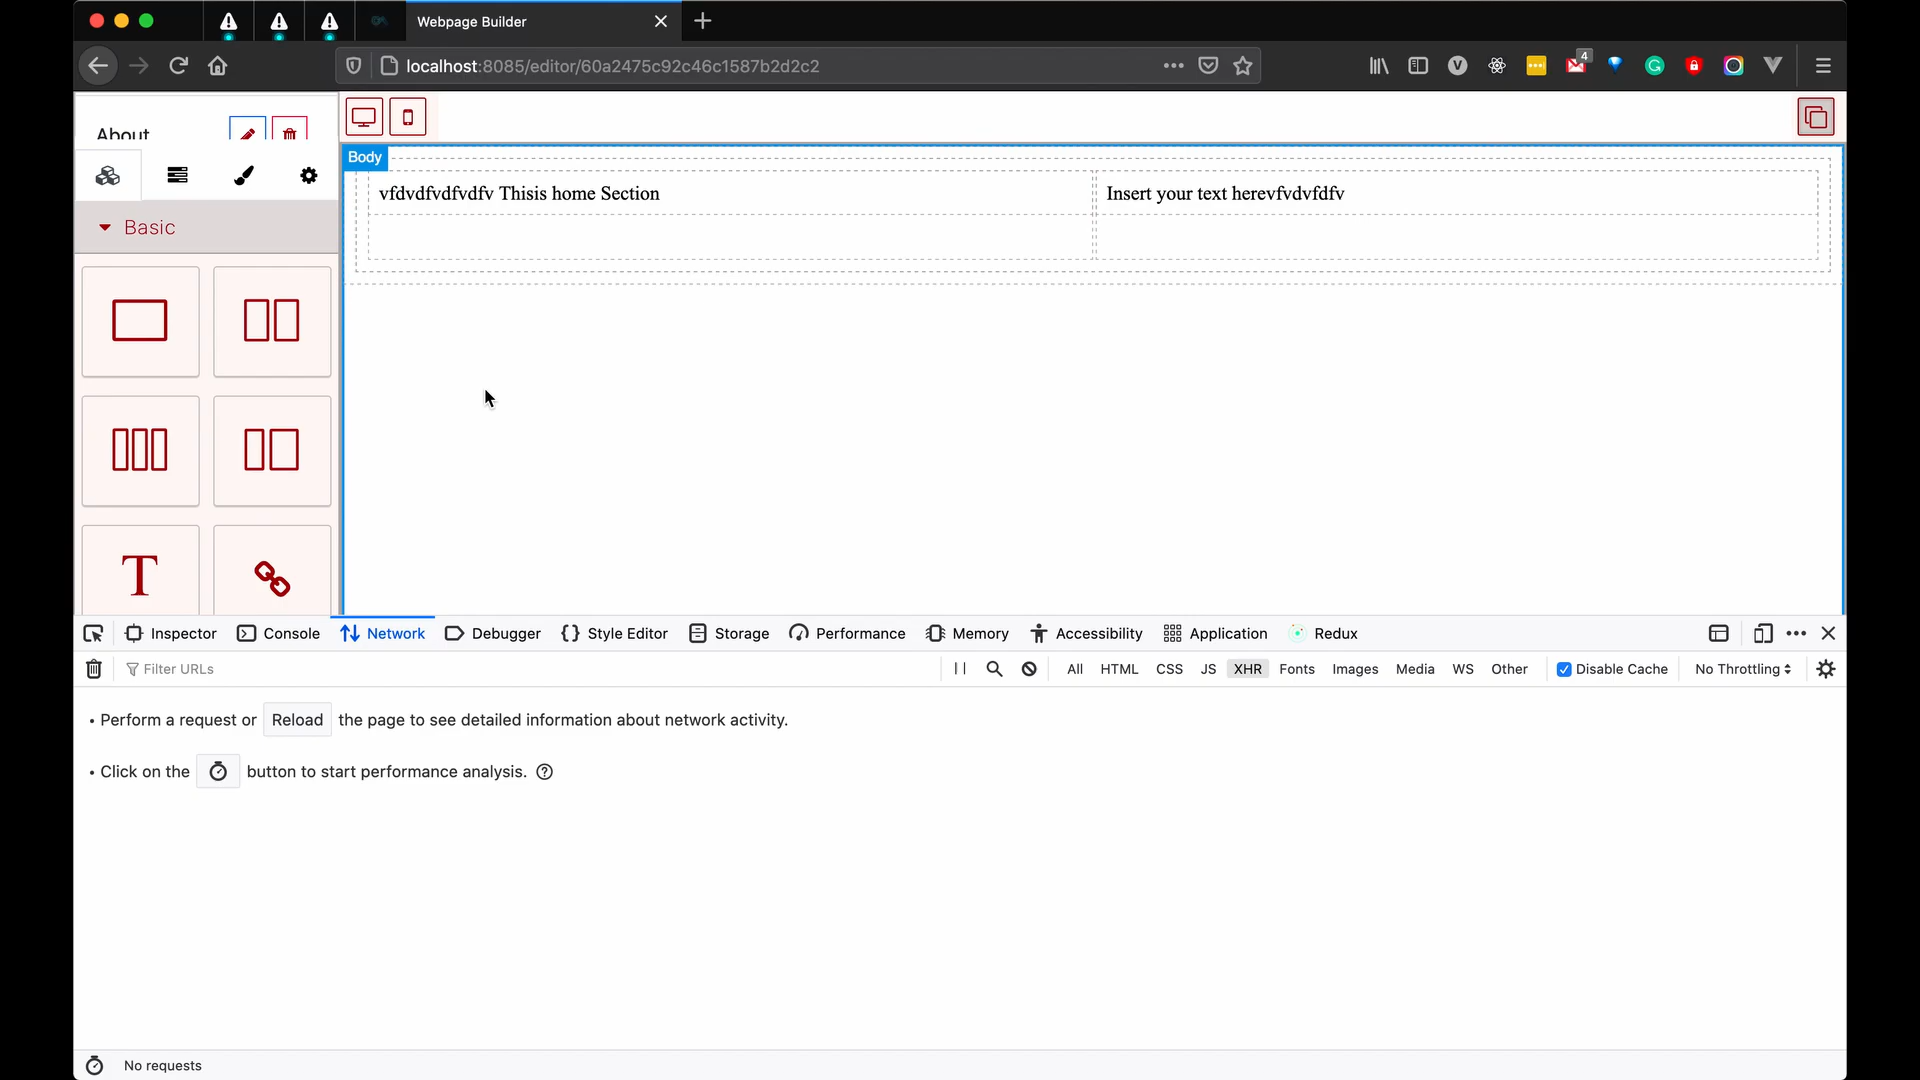 Webpage Builder
localhost:8085/editor/60a2475c92c46c1587b2d2c2
4
About
Body
vfdvdfvdfvdfv Thisis home Section
Insert your text herevfvdvfdfv
Basic
T
Inspector Console Network Debugger Style Editor Storage Performance Memory Accessibility Application Redux
Filter URLs
All HTML CSS JS XHR Fonts Images Media WS Other Disable Cache No Throttling
• Perform a request or Reload the page to see detailed information about network activity.
• Click on the button to start performance analysis.
No requests